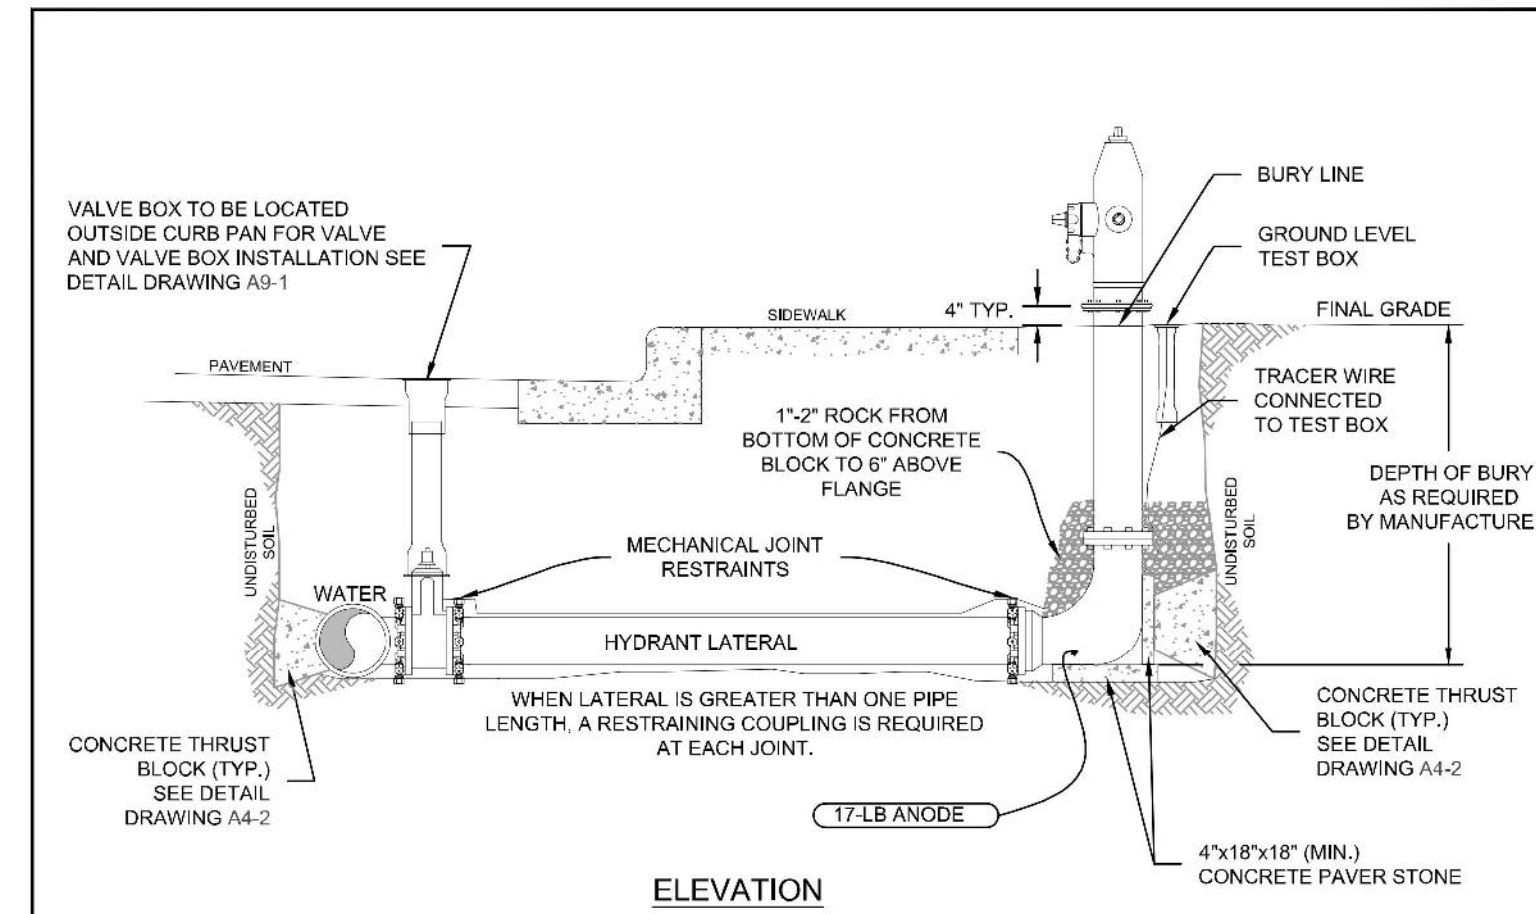 VALVE BOX TO BE LOCATED
OUTSIDE CURB PAN FOR VALVE
AND VALVE BOX INSTALLATION SEE
DETAIL DRAWING A9-1
BURY LINE
GROUND LEVEL
TEST BOX
4" TYP.
SIDEWALK
FINAL GRADE
PAVEMENT
TRACER WIRE
CONNECTED
TO TEST BOX
1"-2" ROCK FROM
BOTTOM OF CONCRETE
BLOCK TO 6" ABOVE
FLANGE
DEPTH OF BURY
AS REQUIRED
BY MANUFACTURE
UNDISTURBED
SOIL
UNDISTURBED
SOIL
MECHANICAL JOINT
RESTRAINTS
WATER
HYDRANT LATERAL
WHEN LATERAL IS GREATER THAN ONE PIPE
LENGTH, A RESTRAINING COUPLING IS REQUIRED
AT EACH JOINT.
CONCRETE THRUST
BLOCK (TYP.)
SEE DETAIL
DRAWING A4-2
CONCRETE THRUST
BLOCK (TYP.)
SEE DETAIL
DRAWING A4-2
17-LB ANODE
4"x18"x18" (MIN.)
CONCRETE PAVER STONE
ELEVATION